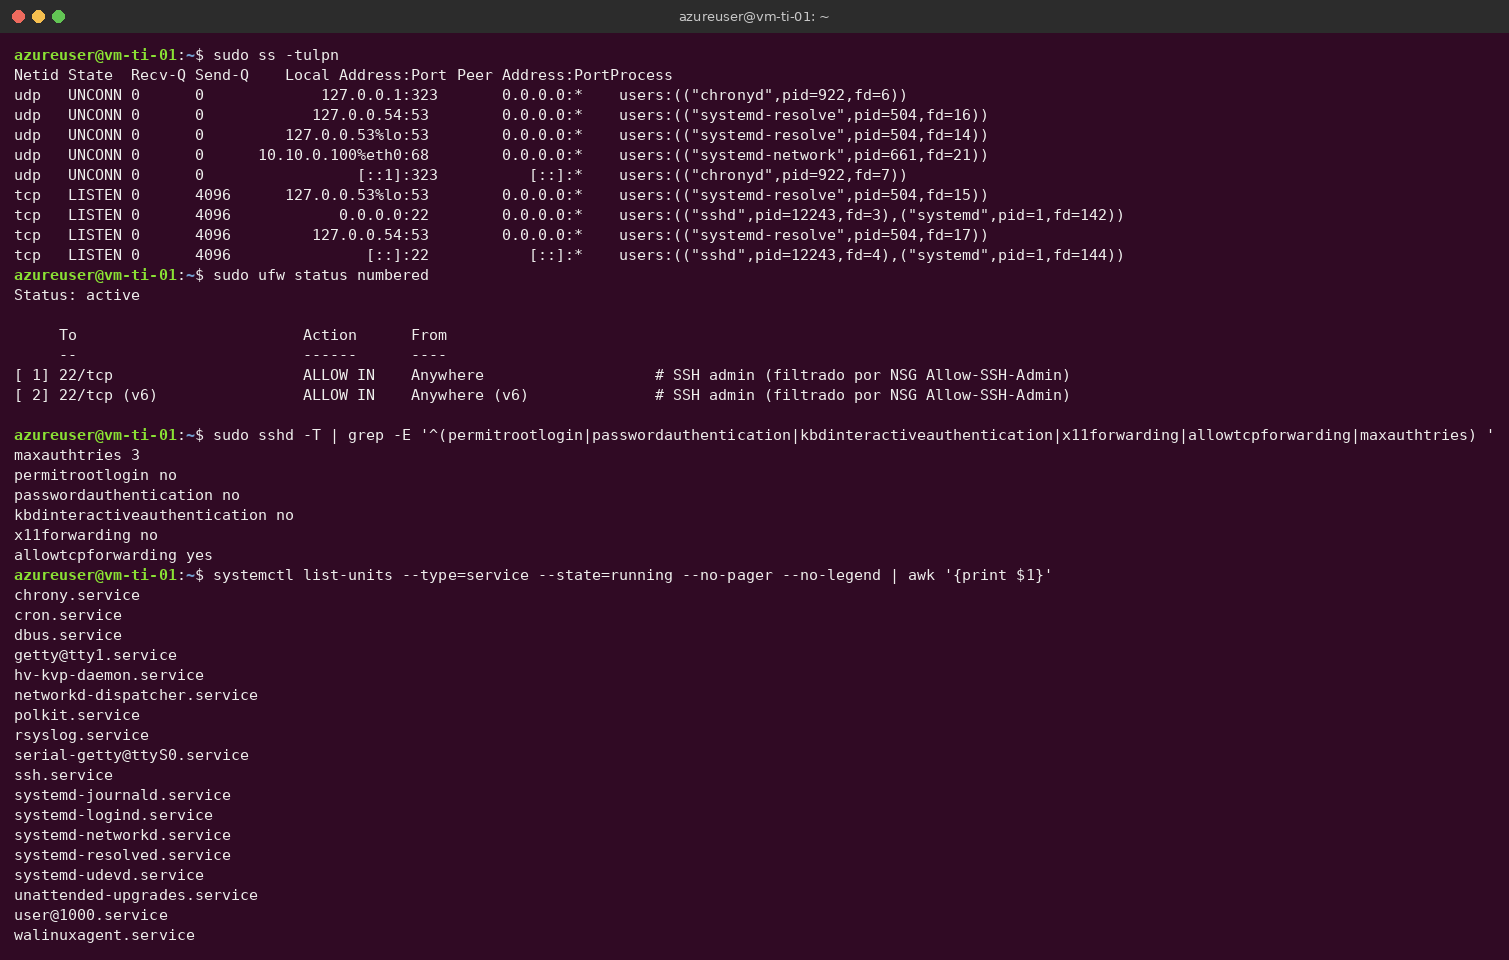 azureuser@vm-ti-01: ~
azureuser@vm-ti-01:~$ sudo ss -tulpn
Netid State  Recv-Q Send-Q    Local Address:Port Peer Address:PortProcess
udp   UNCONN 0      0             127.0.0.1:323       0.0.0.0:*    users:(("chronyd",pid=922,fd=6))
udp   UNCONN 0      0            127.0.0.54:53        0.0.0.0:*    users:(("systemd-resolve",pid=504,fd=16))
udp   UNCONN 0      0         127.0.0.53%lo:53        0.0.0.0:*    users:(("systemd-resolve",pid=504,fd=14))
udp   UNCONN 0      0      10.10.0.100%eth0:68        0.0.0.0:*    users:(("systemd-network",pid=661,fd=21))
udp   UNCONN 0      0                 [::1]:323          [::]:*    users:(("chronyd",pid=922,fd=7))
tcp   LISTEN 0      4096      127.0.0.53%lo:53        0.0.0.0:*    users:(("systemd-resolve",pid=504,fd=15))
tcp   LISTEN 0      4096            0.0.0.0:22        0.0.0.0:*    users:(("sshd",pid=12243,fd=3),("systemd",pid=1,fd=142))
tcp   LISTEN 0      4096         127.0.0.54:53        0.0.0.0:*    users:(("systemd-resolve",pid=504,fd=17))
tcp   LISTEN 0      4096               [::]:22           [::]:*    users:(("sshd",pid=12243,fd=4),("systemd",pid=1,fd=144))
azureuser@vm-ti-01:~$ sudo ufw status numbered
Status: active
     To                         Action      From
     --                         ------      ----
[ 1] 22/tcp                     ALLOW IN    Anywhere                   # SSH admin (filtrado por NSG Allow-SSH-Admin)
[ 2] 22/tcp (v6)                ALLOW IN    Anywhere (v6)              # SSH admin (filtrado por NSG Allow-SSH-Admin)
azureuser@vm-ti-01:~$ sudo sshd -T | grep -E '^(permitrootlogin|passwordauthentication|kbdinteractiveauthentication|x11forwarding|allowtcpforwarding|maxauthtries) '
maxauthtries 3
permitrootlogin no
passwordauthentication no
kbdinteractiveauthentication no
x11forwarding no
allowtcpforwarding yes
azureuser@vm-ti-01:~$ systemctl list-units --type=service --state=running --no-pager --no-legend | awk '{print $1}'
chrony.service
cron.service
dbus.service
getty@tty1.service
hv-kvp-daemon.service
networkd-dispatcher.service
polkit.service
rsyslog.service
serial-getty@ttyS0.service
ssh.service
systemd-journald.service
systemd-logind.service
systemd-networkd.service
systemd-resolved.service
systemd-udevd.service
unattended-upgrades.service
user@1000.service
walinuxagent.service